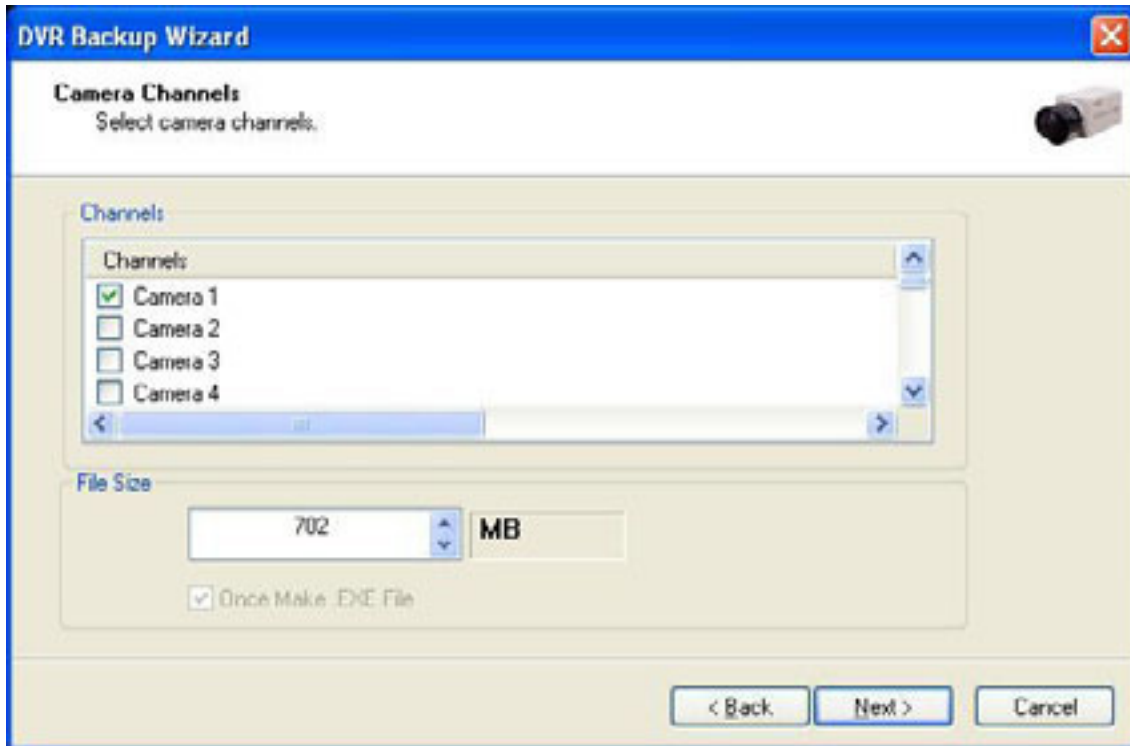 DVR Backup Wizard
Camera Channels
Select camera channels.
Channels
Channels
Camera 1
Camera 2
Camera 3
Camera 4
File Size
702 MB
Once Make .EXE File
< Back Next > Cancel